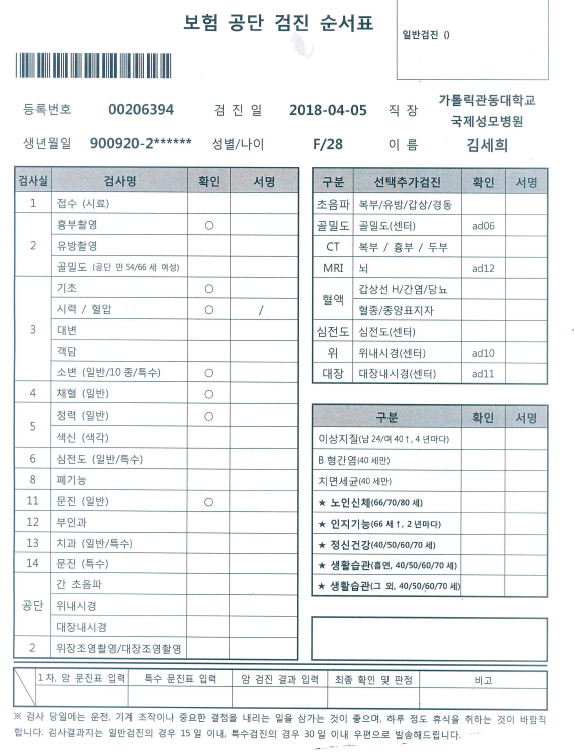 보험 공단 검진 순서표
일반검진 ()
등록번호 00206394 검 진 일 2018-04-05 직 장 가톨릭관동대학교 국제성모병원
생년월일 900920-2****** 성별/나이 F/28 이 름 김세희
검사실 검사명 확인 서명
1 접수 (시료)
2 흉부촬영 ○
유방촬영
골밀도 (공단 만 54/66 세 여성)
3 기초 ○
시력 / 혈압 ○ /
대변
객담
소변 (일반/10 종/특수) ○
4 채혈 (일반) ○
5 청력 (일반) ○
색신 (색각)
6 심전도 (일반/특수)
8 폐기능
11 문진 (일반) ○
12 부인과
13 치과 (일반/특수)
14 문진 (특수)
공단 간 초음파
위내시경
대장내시경
2 위장조영촬영/대장조영촬영
구분 선택추가검진 확인 서명
초음파 복부/유방/갑상/경동
골밀도 골밀도(센터) ad06
CT 복부 / 흉부 / 두부
MRI 뇌 ad12
혈액 갑상선 H/간염/당뇨
혈종/종양표지자
심전도 심전도(센터)
위 위내시경(센터) ad10
대장 대장내시경(센터) ad11
구분 확인 서명
이상지질(남 24/여 40↑, 4 년마다)
B 형간염(40 세만)
치면세균(40 세만)
★ 노인신체(66/70/80 세)
★ 인지기능(66 세↑, 2 년마다)
★ 정신건강(40/50/60/70 세)
★ 생활습관(흡연, 40/50/60/70 세)
★ 생활습관(그 외, 40/50/60/70 세)
1 차, 암 문진표 입력 특수 문진표 입력 암 검진 결과 입력 최종 확인 및 판정 비고
※ 검사 당일에는 운전, 기계 조작이나 중요한 결정을 내리는 일을 삼가는 것이 좋으며, 하루 정도 휴식을 취하는 것이 바람직
합니다. 검사결과지는 일반검진의 경우 15 일 이내, 특수검진의 경우 30 일 이내 우편으로 발송해드립니다.